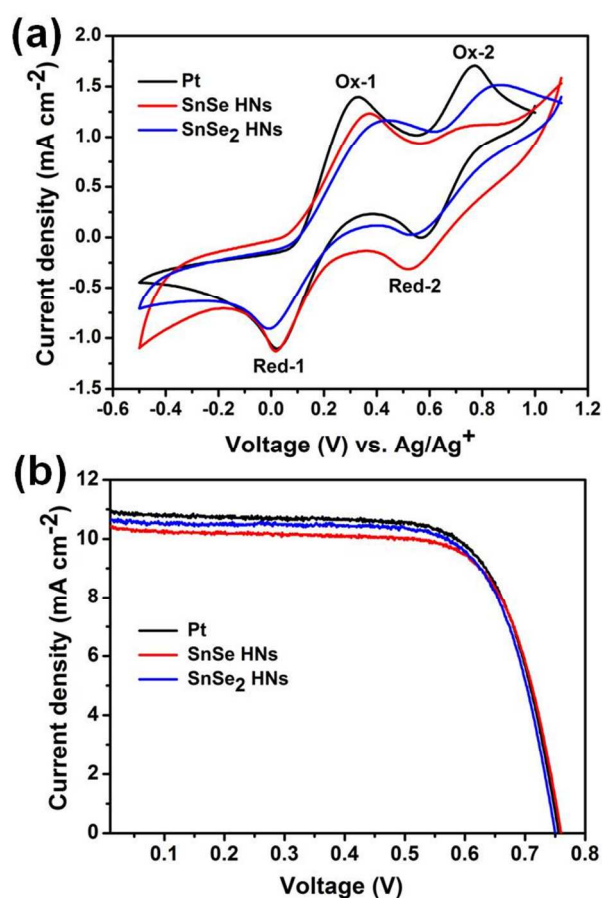 (a)
2.0
1.5
1.0
0.5
0.0
-0.5
-1.0
-1.5
Current density (mA cm⁻²)
Pt
SnSe HNs
SnSe₂ HNs
Ox-1
Ox-2
Red-2
Red-1
-0.6 -0.4 -0.2 0.0 0.2 0.4 0.6 0.8 1.0 1.2
Voltage (V) vs. Ag/Ag⁺
(b)
12
10
8
6
4
2
0
Current density (mA cm⁻²)
Pt
SnSe HNs
SnSe₂ HNs
0.1 0.2 0.3 0.4 0.5 0.6 0.7 0.8
Voltage (V)